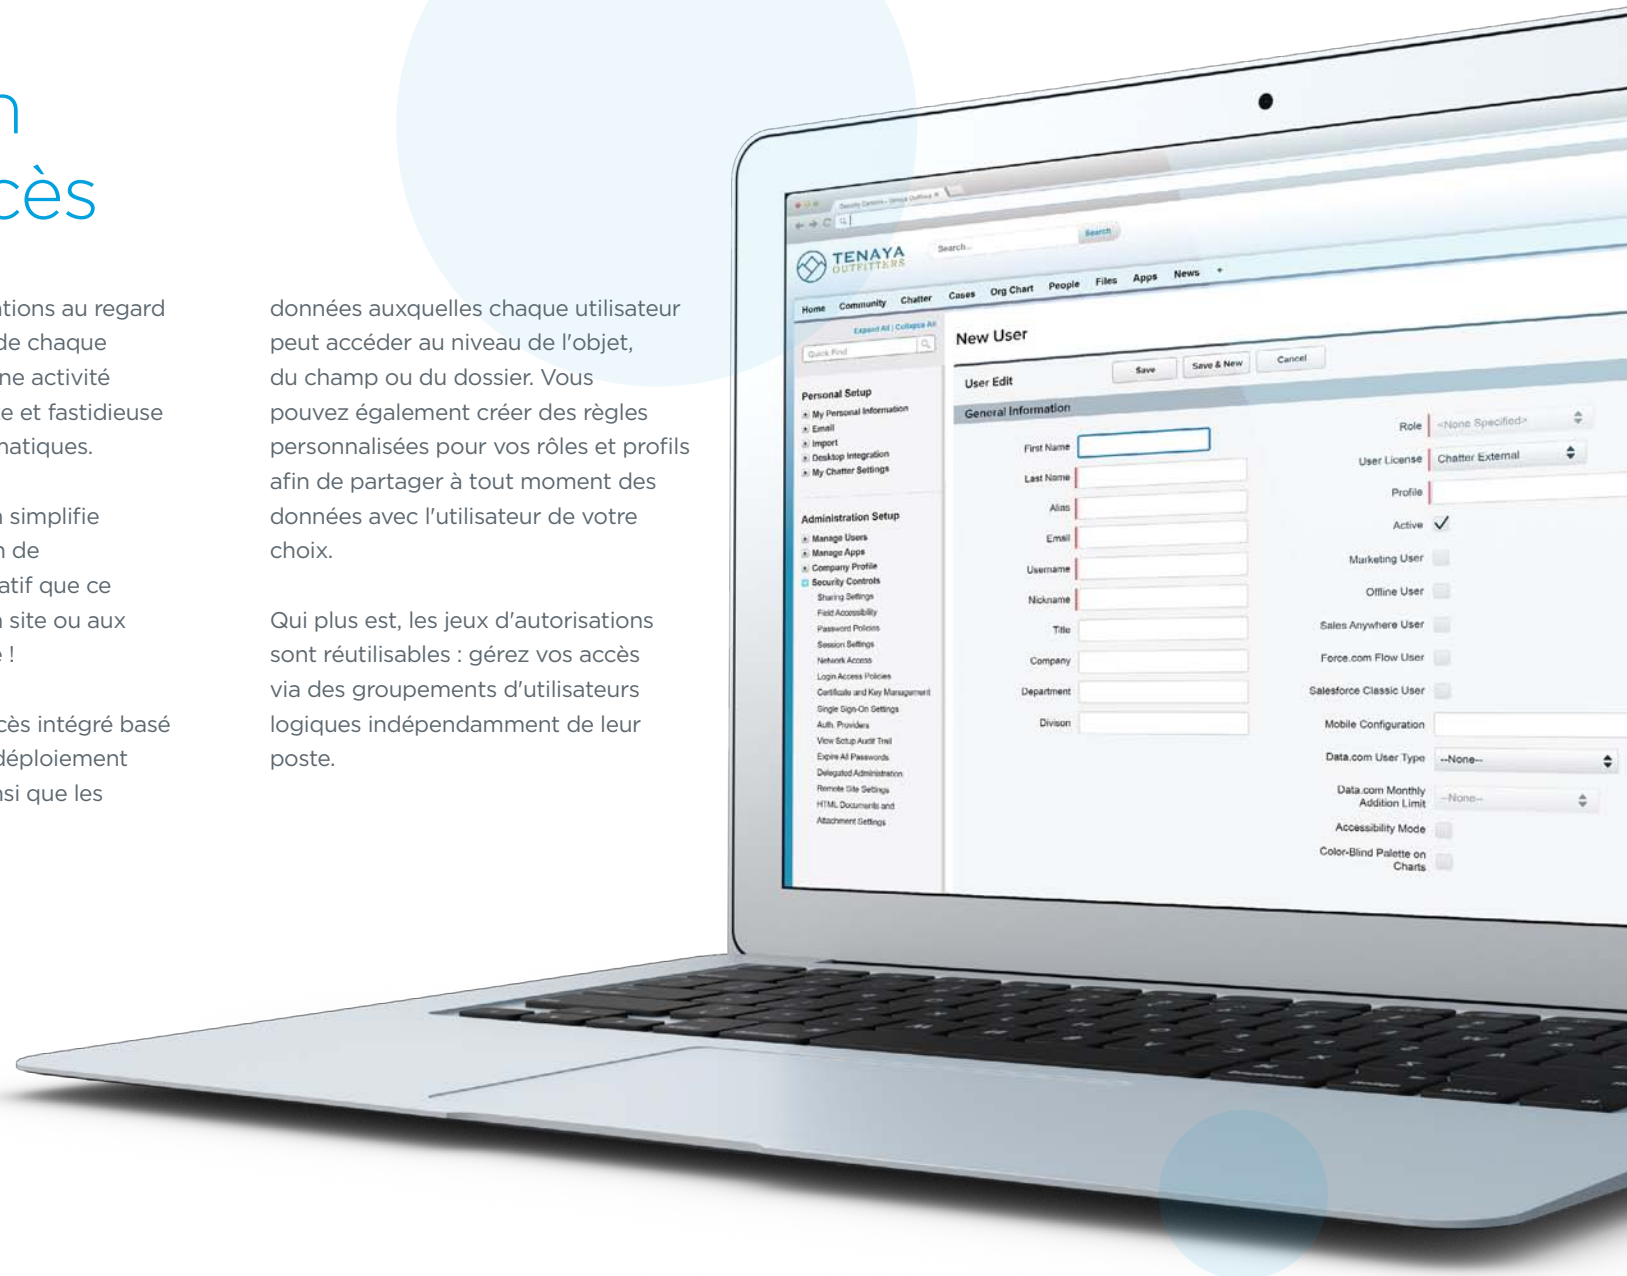 n
cès
ations au regard
de chaque
ne activité
e et fastidieuse
matiques.
n simplifie
n de
atif que ce
n site ou aux
e !
cès intégré basé
déploiement
nsi que les
données auxquelles chaque utilisateur
peut accéder au niveau de l'objet,
du champ ou du dossier. Vous
pouvez également créer des règles
personnalisées pour vos rôles et profils
afin de partager à tout moment des
données avec l'utilisateur de votre
choix.
Qui plus est, les jeux d'autorisations
sont réutilisables : gérez vos accès
via des groupements d'utilisateurs
logiques indépendamment de leur
poste.
TENAYA
OUTFITTERS
Search...
Search
Home Community Chatter Cases Org Chart People Files Apps News +
Expand All | Collapse All
Quick Find
Personal Setup
My Personal Information
Email
Import
Desktop Integration
My Chatter Settings
Administration Setup
Manage Users
Manage Apps
Company Profile
Security Controls
Sharing Settings
Field Accessibility
Password Policies
Session Settings
Network Access
Login Access Policies
Certificate and Key Management
Single Sign-On Settings
Auth. Providers
View Setup Audit Trail
Expire All Passwords
Delegated Administration
Remote Site Settings
HTML Documents and
Attachment Settings
New User
User Edit
Save
Save & New
Cancel
General Information
First Name
Last Name
Alias
Email
Username
Nickname
Title
Company
Department
Divison
Role <None Specified>
User License Chatter External
Profile
Active
Marketing User
Offline User
Sales Anywhere User
Force.com Flow User
Salesforce Classic User
Mobile Configuration
Data.com User Type --None--
Data.com Monthly
Addition Limit --None--
Accessibility Mode
Color-Blind Palette on
Charts